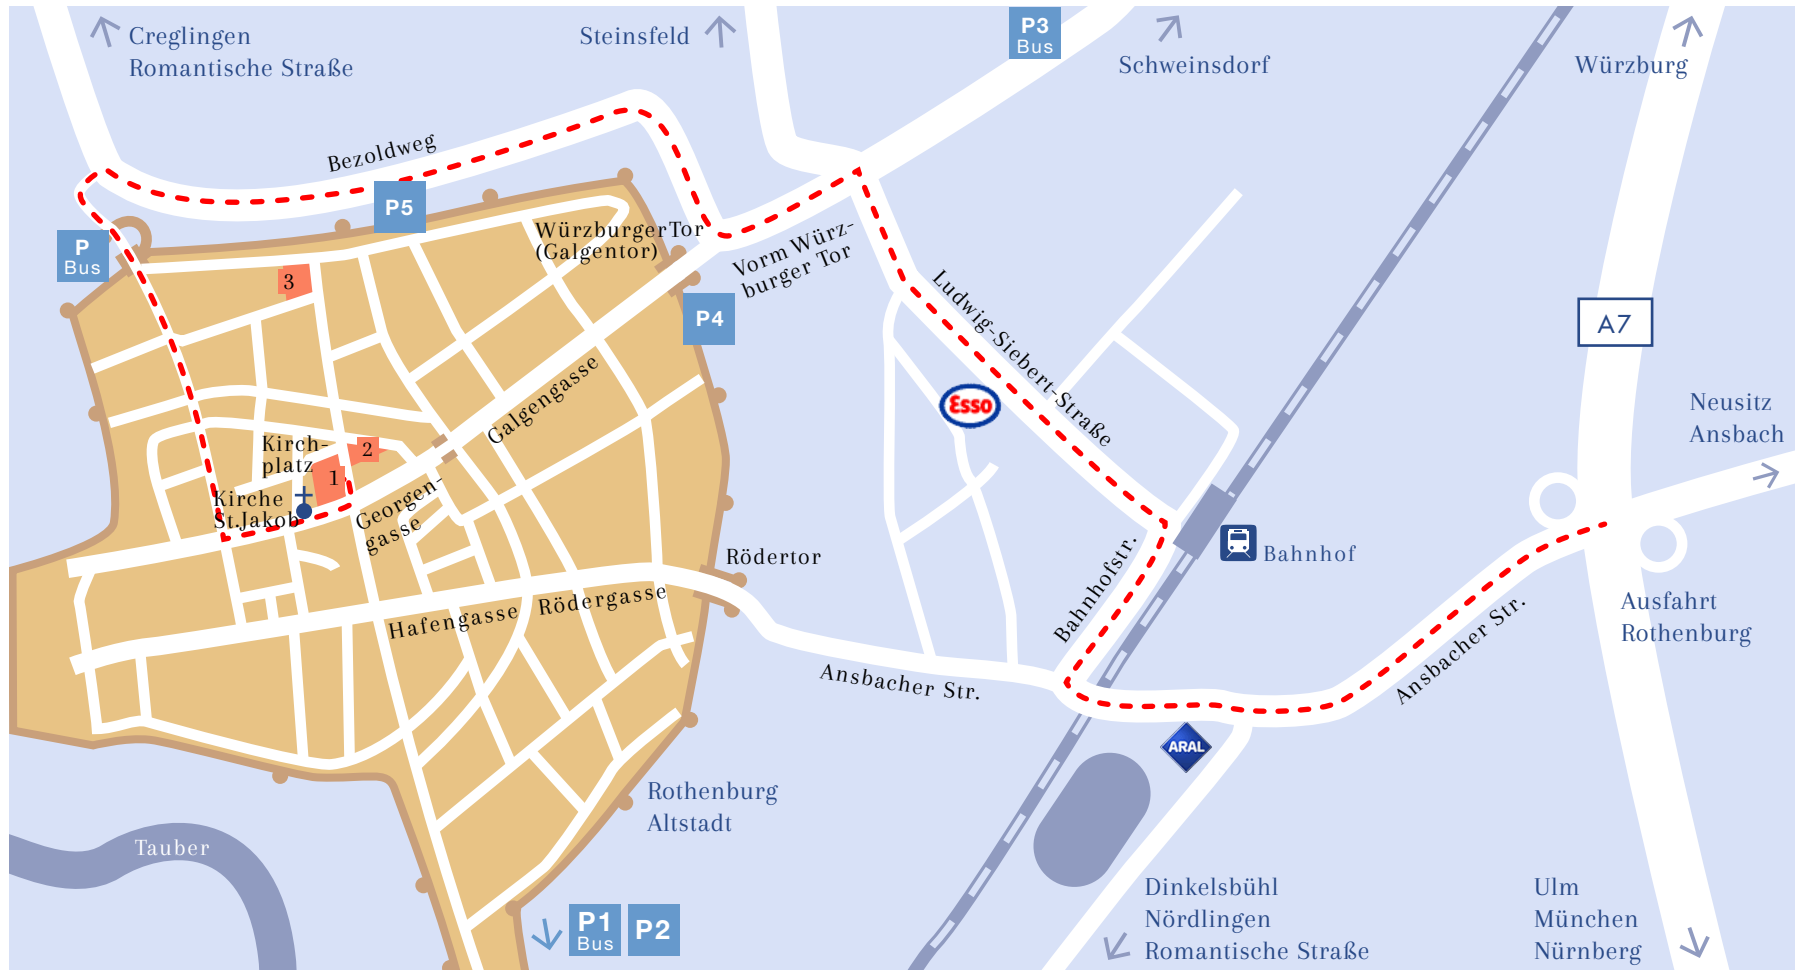 Creglingen
Romantische Straße
Steinsfeld
P3
Bus
Schweinsdorf
Würzburg
Bezoldweg
P5
P
Bus
Würzburger Tor
(Galgentor)
Vorm Würz-
burger Tor
3
P4
Ludwig-Siebert-Straße
A7
Esso
Galgengasse
Neusitz
Ansbach
Kirch-
platz
2
1
Kirche
St.Jakob
Georgen-
gasse
Rödertor
Bahnhofstr.
Bahnhof
Hafengasse
Rödergasse
Ansbacher Str.
Ansbacher Str.
Ausfahrt
Rothenburg
ARAL
Rothenburg
Altstadt
Tauber
P1
Bus
P2
Dinkelsbühl
Nördlingen
Romantische Straße
Ulm
München
Nürnberg